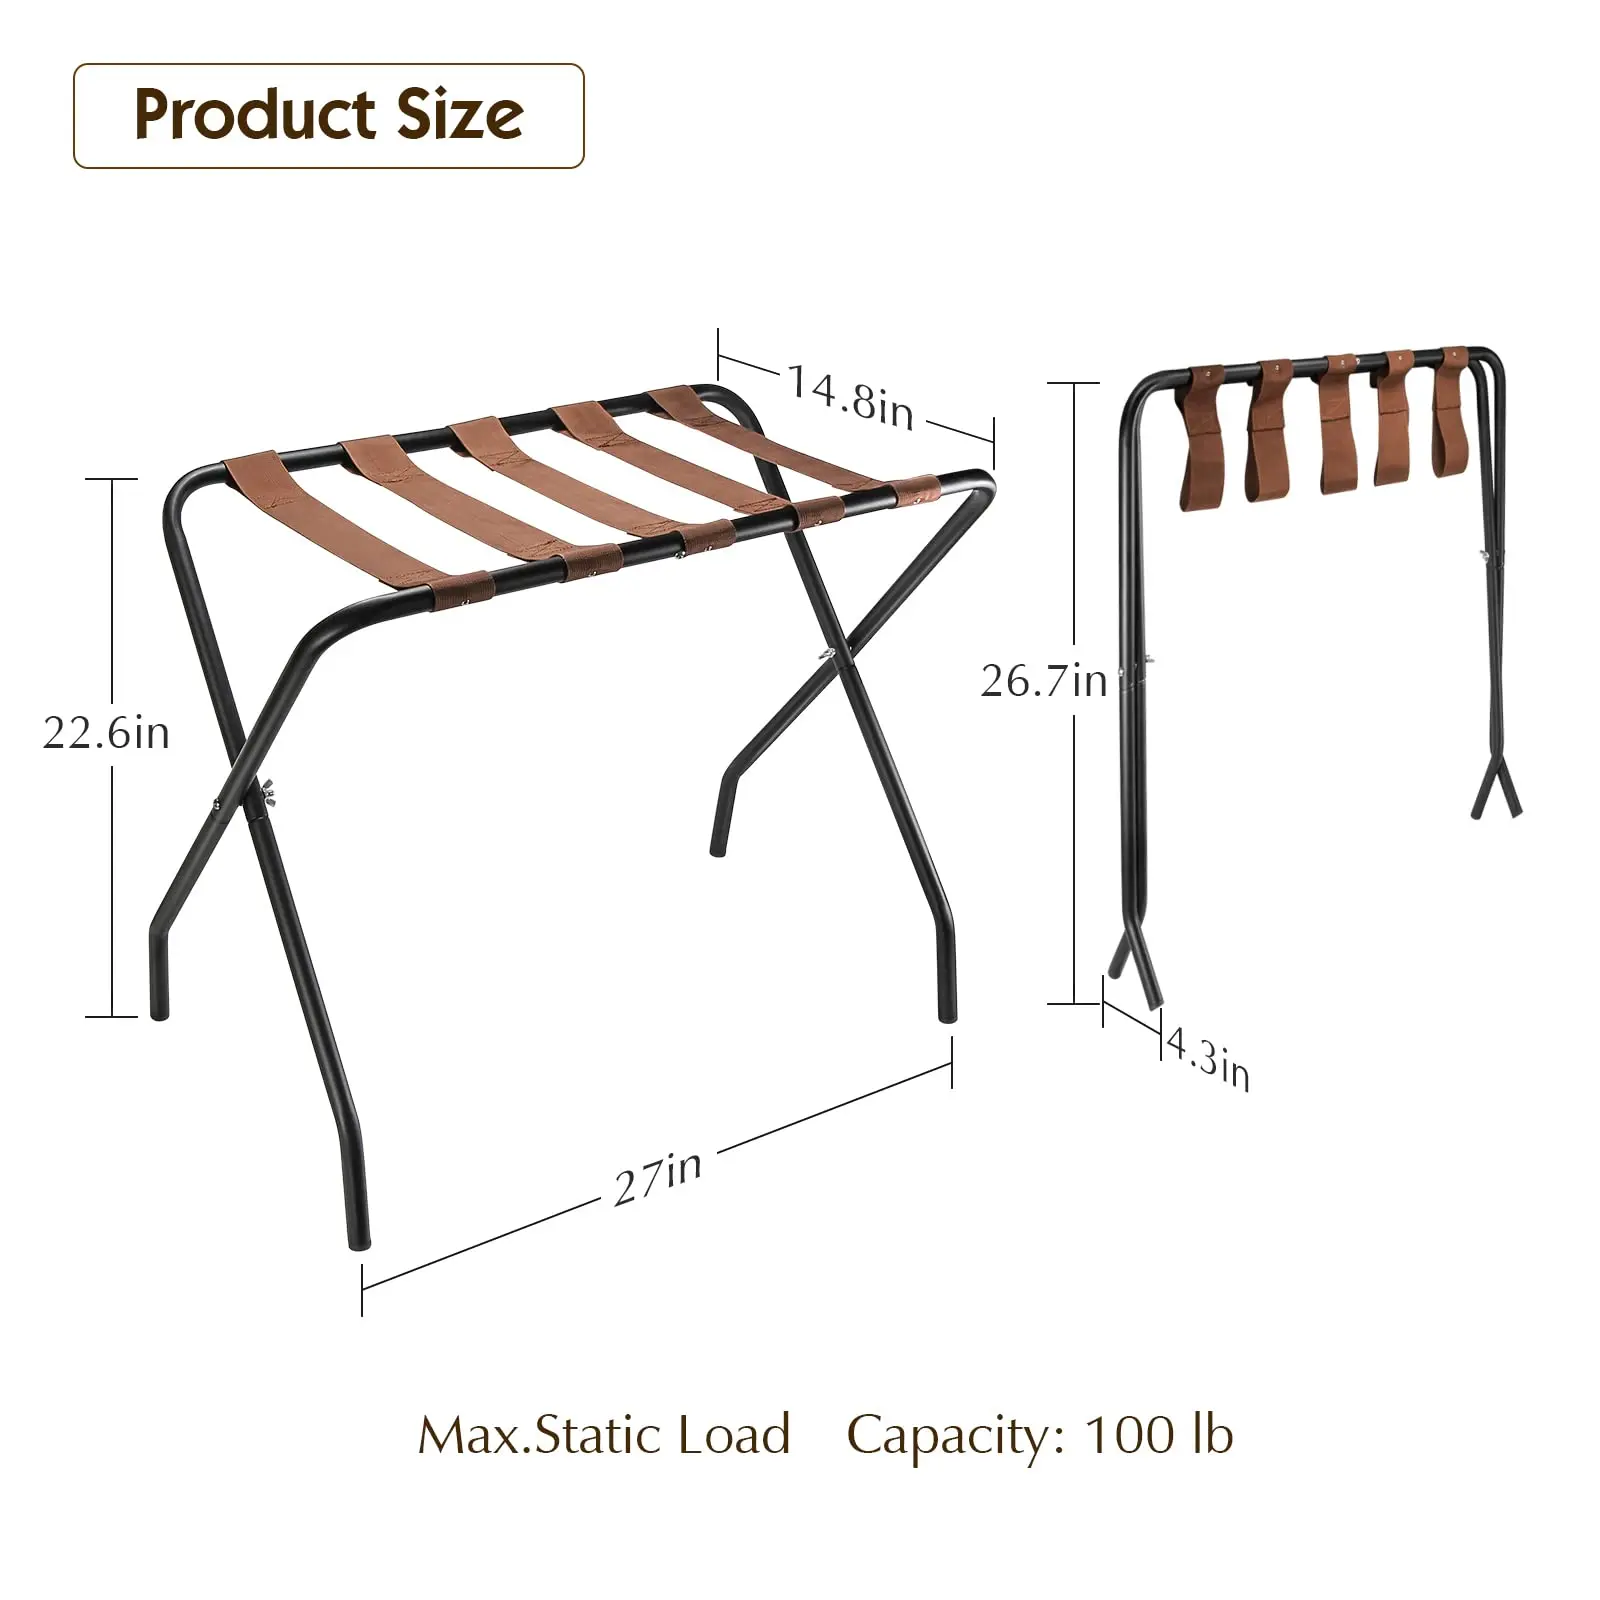 Product Size
14.8in
22.6in
26.7in
4.3in
27in
Max.Static Load Capacity: 100 lb